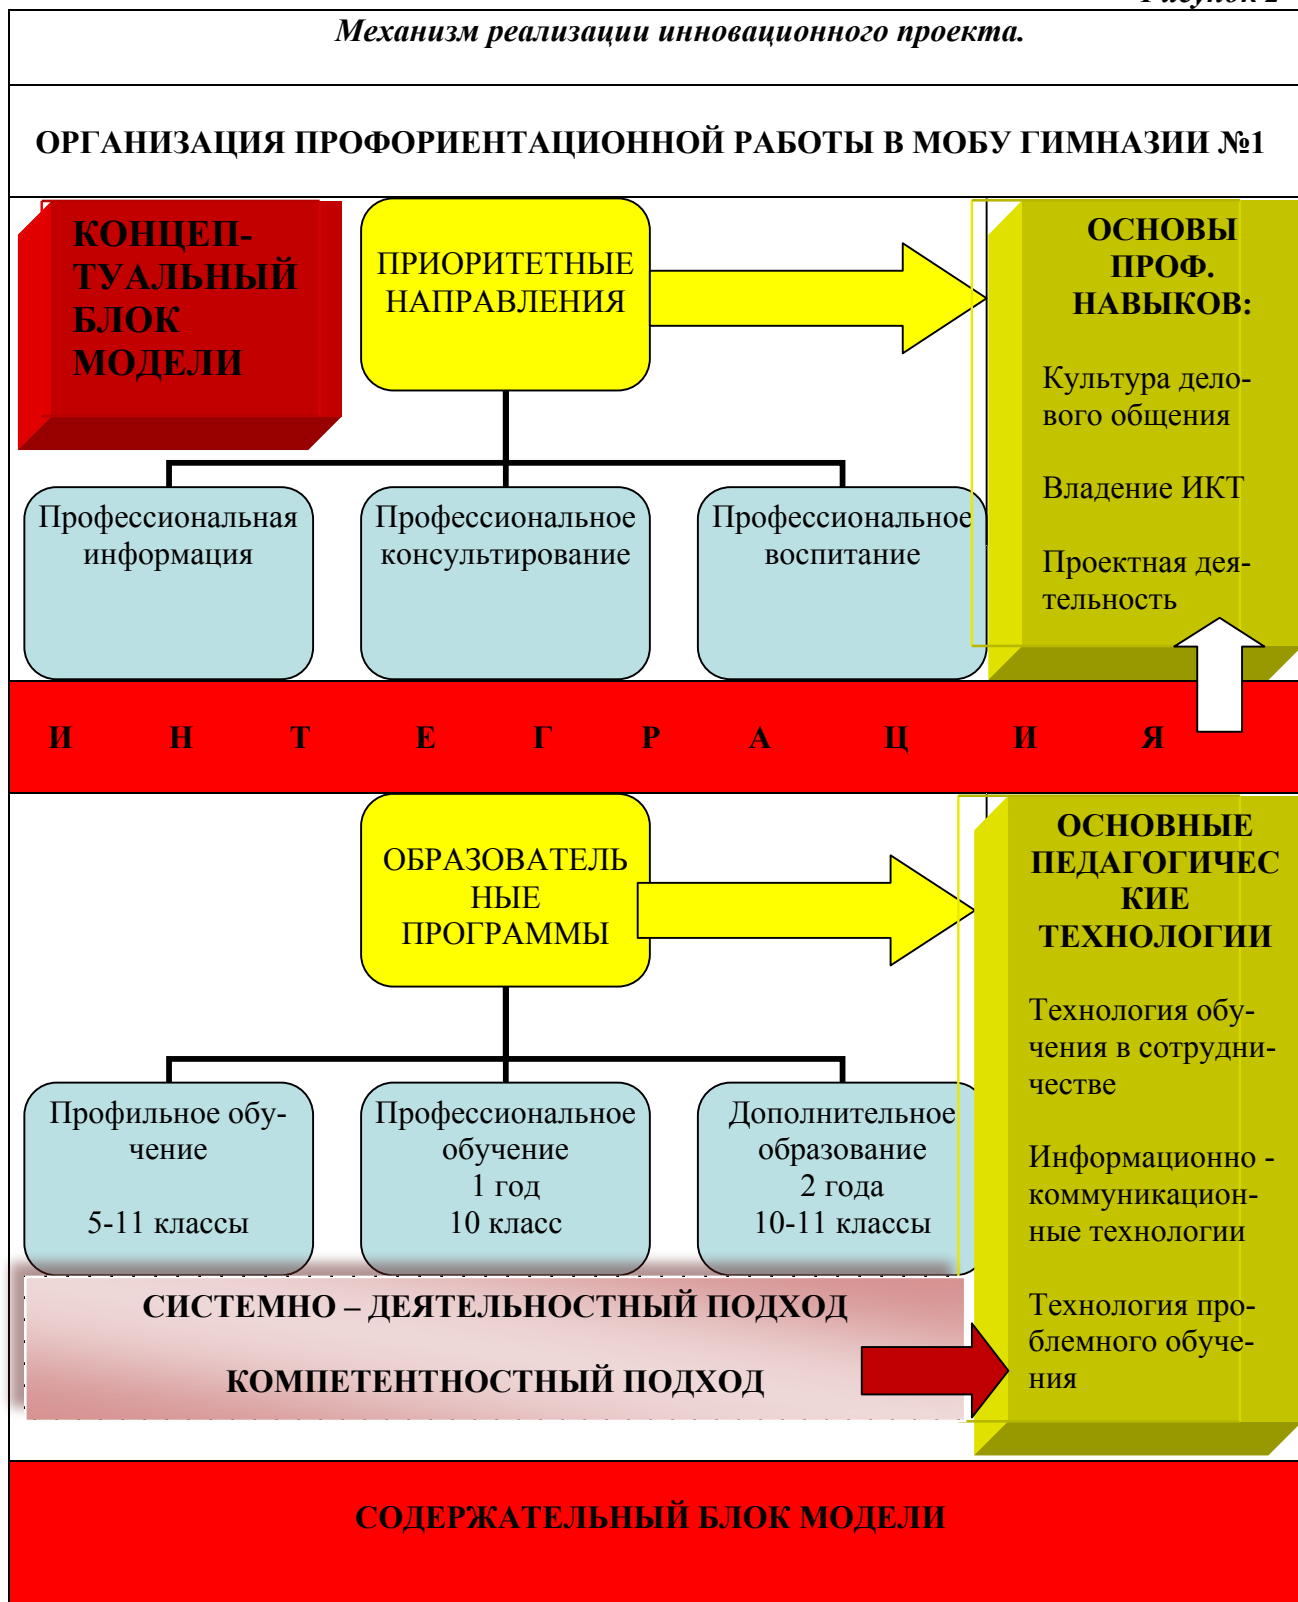 Рисунок 2
Механизм реализации инновационного проекта.
ОРГАНИЗАЦИЯ ПРОФОРИЕНТАЦИОННОЙ РАБОТЫ В МОБУ ГИМНАЗИИ №1
КОНЦЕП-
ТУАЛЬНЫЙ
БЛОК
МОДЕЛИ
ПРИОРИТЕТНЫЕ
НАПРАВЛЕНИЯ
ОСНОВЫ
ПРОФ.
НАВЫКОВ:
Культура дело-
вого общения
Владение ИКТ
Проектная дея-
тельность
Профессиональная
информация
Профессиональное
консультирование
Профессиональное
воспитание
И Н Т Е Г Р А Ц И Я
ОБРАЗОВАТЕЛЬ
НЫЕ
ПРОГРАММЫ
ОСНОВНЫЕ
ПЕДАГОГИЧЕС
КИЕ
ТЕХНОЛОГИИ
Технология обу-
чения в сотрудни-
честве
Информационно -
коммуникацион-
ные технологии
Технология про-
блемного обуче-
ния
Профильное обу-
чение
5-11 классы
Профессиональное
обучение
1 год
10 класс
Дополнительное
образование
2 года
10-11 классы
СИСТЕМНО – ДЕЯТЕЛЬНОСТНЫЙ ПОДХОД
КОМПЕТЕНТНОСТНЫЙ ПОДХОД
СОДЕРЖАТЕЛЬНЫЙ БЛОК МОДЕЛИ